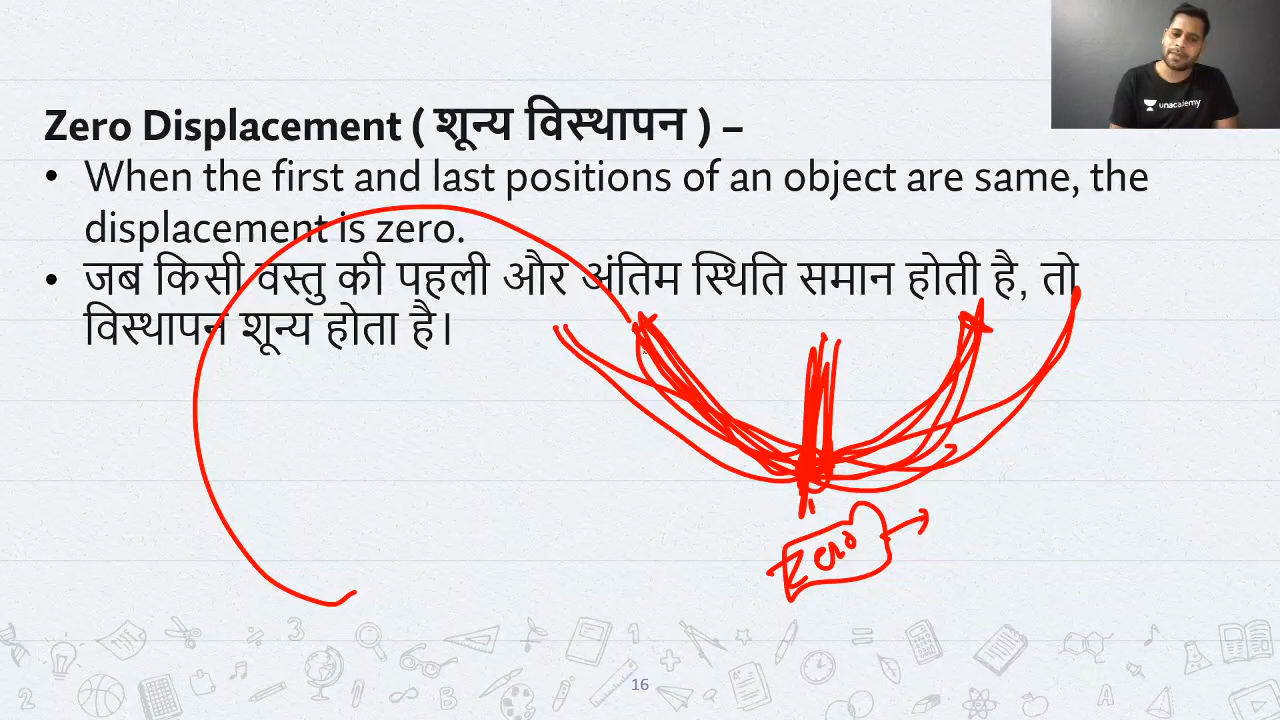 unacademy
Zero Displacement ( शून्य विस्थापन ) –
• When the first and last positions of an object are same, the
displacement is zero.
• जब किसी वस्तु की पहली और अंतिम स्थिति समान होती है, तो
विस्थापन शून्य होता है।
Zero
16